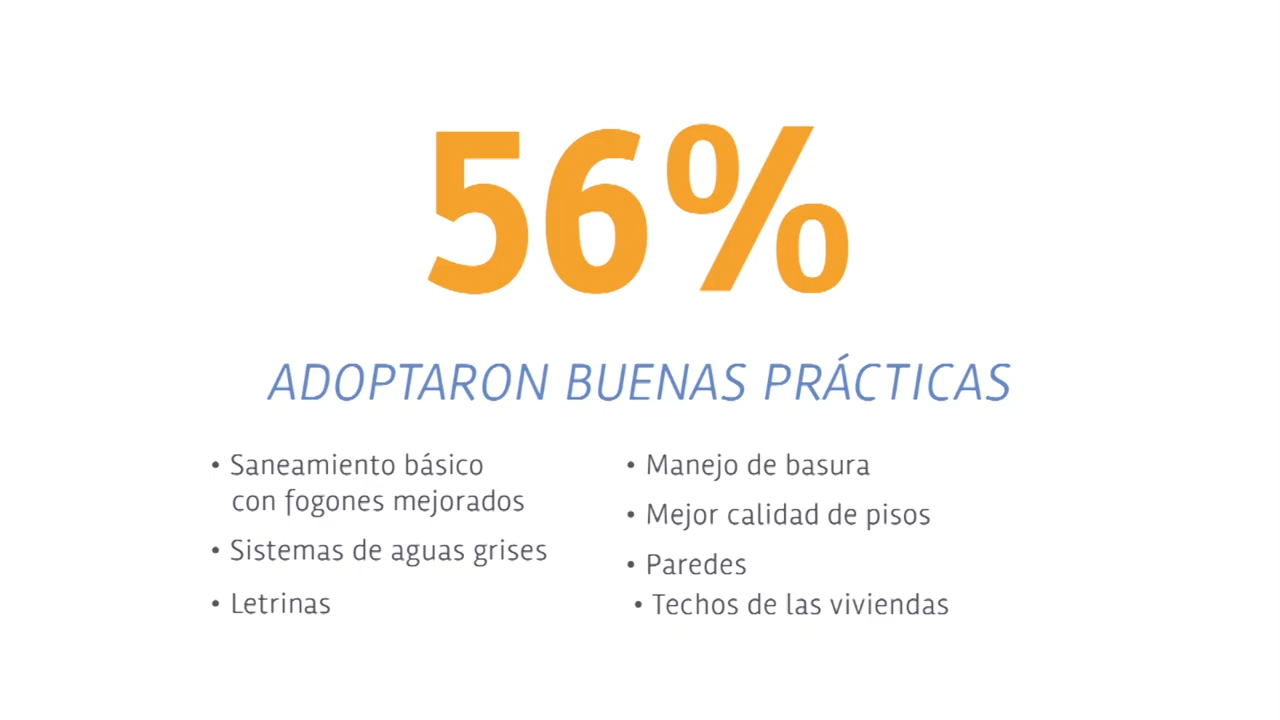 56%
ADOPTARON BUENAS PRÁCTICAS
• Saneamiento básico
con fogones mejorados
• Sistemas de aguas grises
• Letrinas
• Manejo de basura
• Mejor calidad de pisos
• Paredes
• Techos de las viviendas